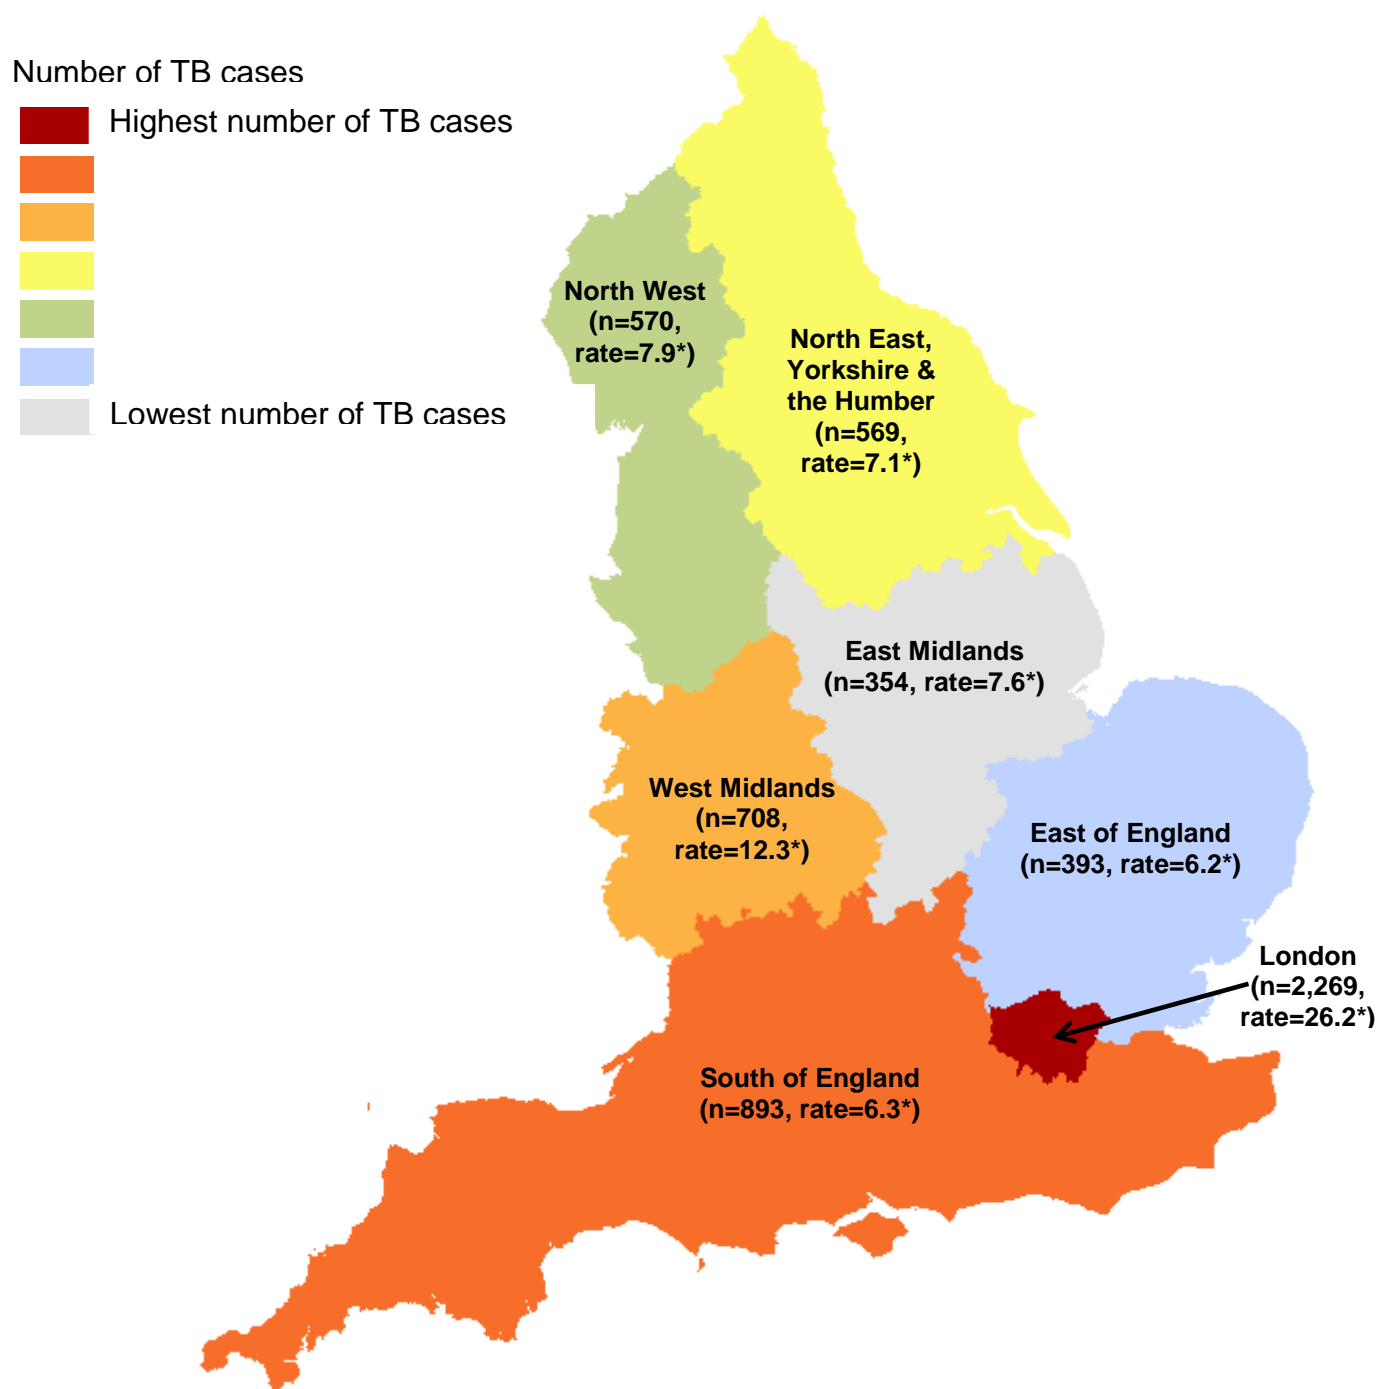 Number of TB cases
Highest number of TB cases
Lowest number of TB cases
North West
(n=570,
rate=7.9*)
North East,
Yorkshire &
the Humber
(n=569,
rate=7.1*)
East Midlands
(n=354, rate=7.6*)
West Midlands
(n=708,
rate=12.3*)
East of England
(n=393, rate=6.2*)
London
(n=2,269,
rate=26.2*)
South of England
(n=893, rate=6.3*)